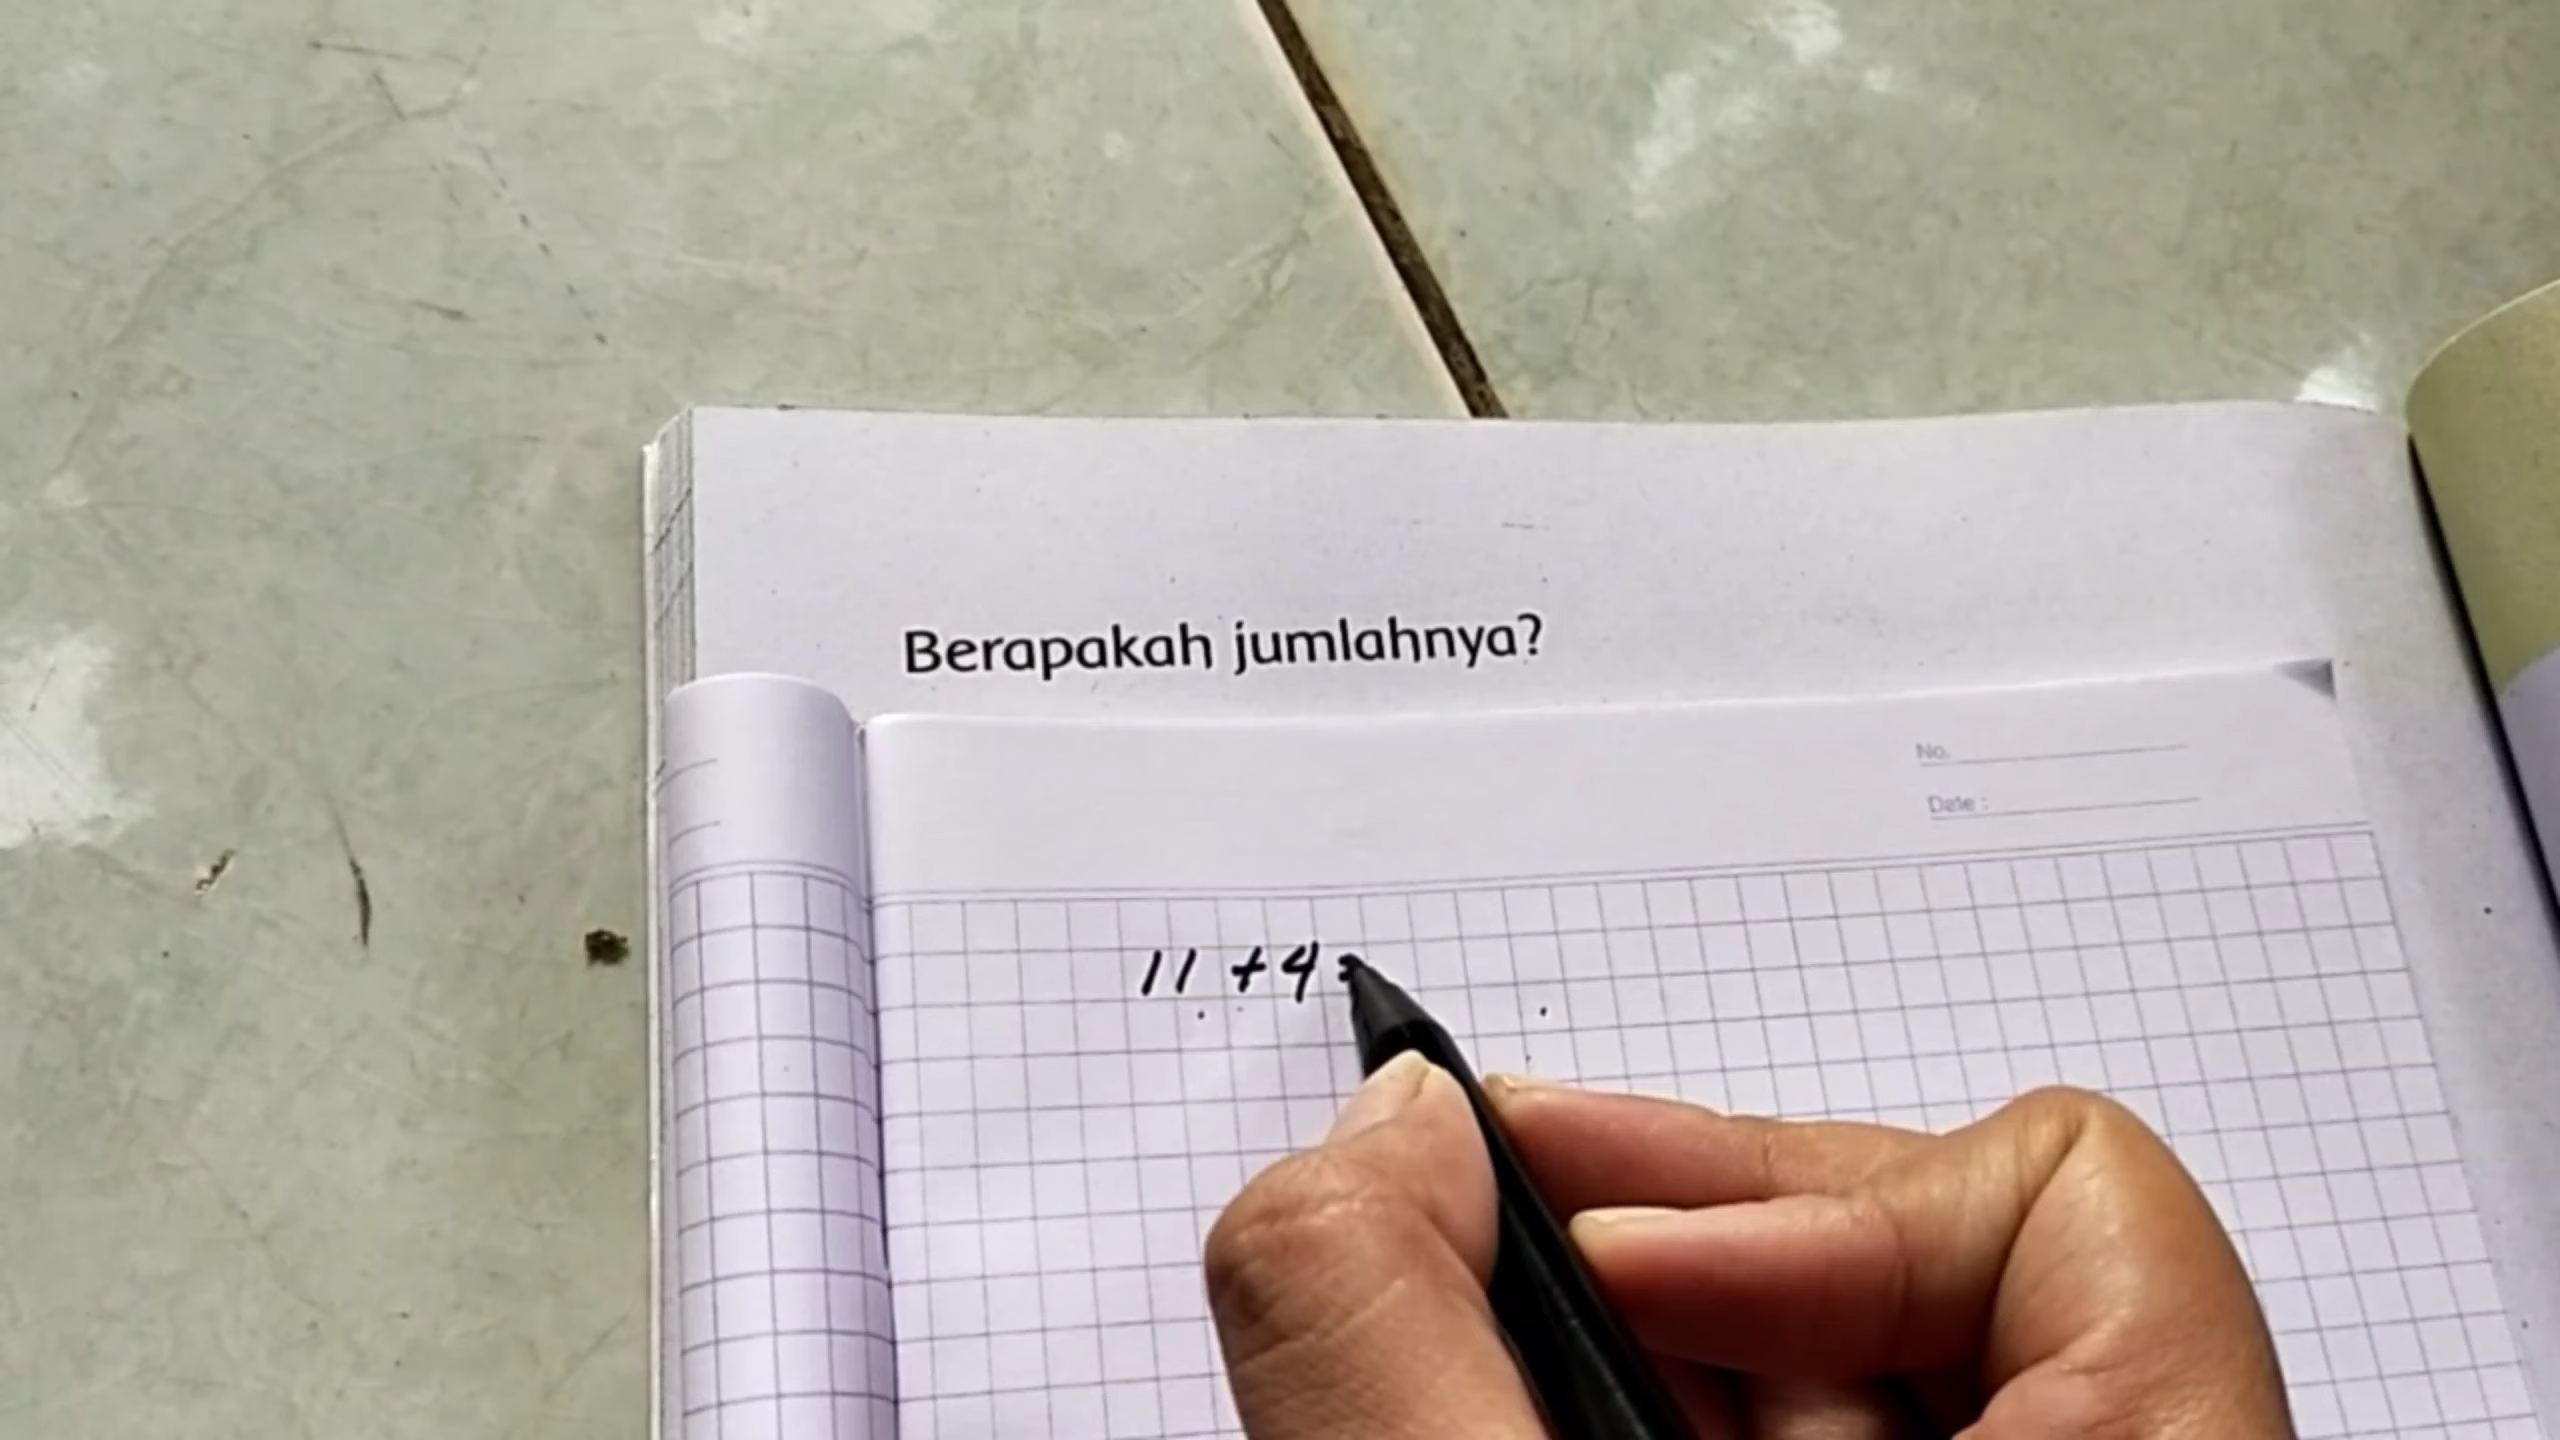 Berapakah jumlahnya?
No.
Date :
11 + 4 =